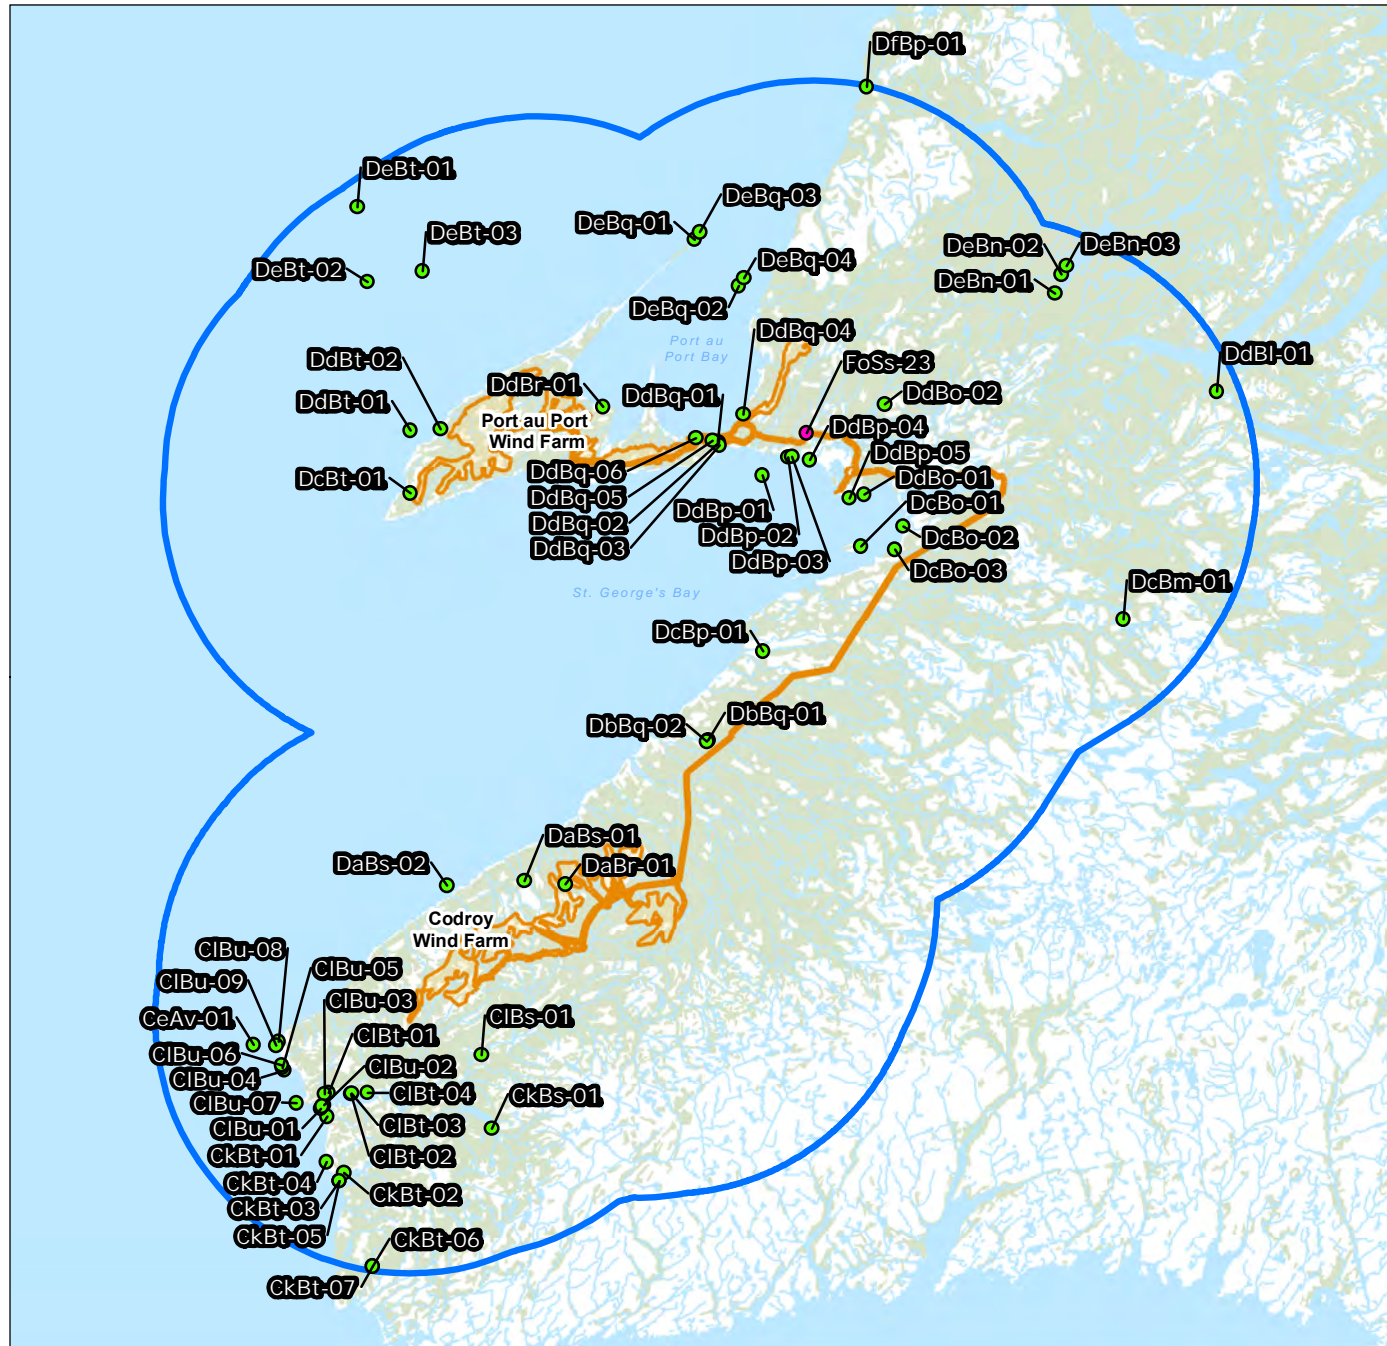 DfBp-01
DeBt-01
DeBq-03
DeBq-01
DeBt-03
DeBn-02
DeBn-03
DeBt-02
DeBq-04
DeBn-01
DeBq-02
DdBq-04
Port au
Port Bay
DdBt-02
FoSs-23
DdBl-01
DdBr-01
DdBq-01
DdBo-02
DdBt-01
Port au Port
Wind Farm
DdBp-04
DdBp-05
DdBq-06
DcBt-01
DdBo-01
DdBq-05
DcBo-01
DdBp-01
DdBq-02
DdBp-02
DcBo-02
DdBq-03
DdBp-03
DcBo-03
DcBm-01
St. George's Bay
DcBp-01
DbBq-01
DbBq-02
DaBs-01
DaBs-02
DaBr-01
Codroy
Wind Farm
ClBu-08
ClBu-05
ClBu-09
ClBu-03
CeAv-01
ClBs-01
ClBt-01
ClBu-06
ClBu-02
ClBu-04
ClBt-04
CkBs-01
ClBu-07
ClBt-03
ClBu-01
CkBt-01
ClBt-02
CkBt-04
CkBt-02
CkBt-03
CkBt-05
CkBt-06
CkBt-07